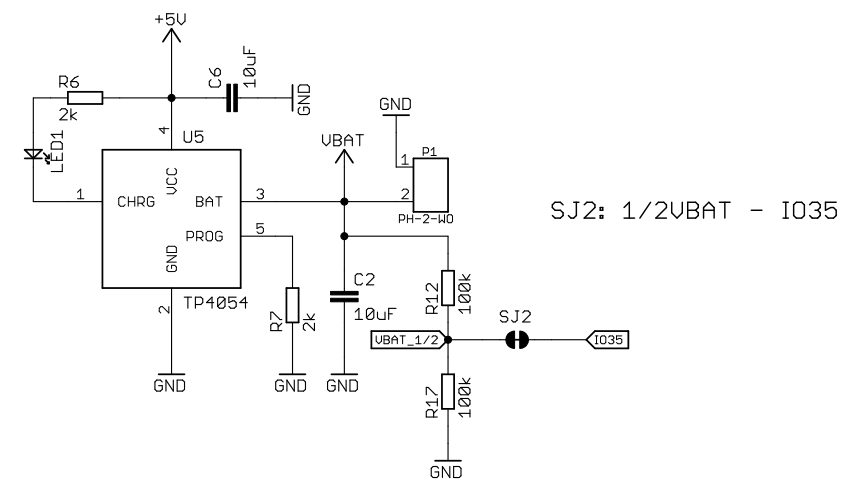 +5V
C6
10uF
GND
R6
2k
LED1
4
U5
VCC
1
CHRG
BAT
3
PROG
5
GND
2
TP4054
GND
R7
2k
GND
VBAT
GND
P1
1
2
PH-2-WO
C2
10uF
GND
R12
100k
VBAT_1/2
SJ2
IO35
R17
100k
GND
SJ2: 1/2VBAT - IO35